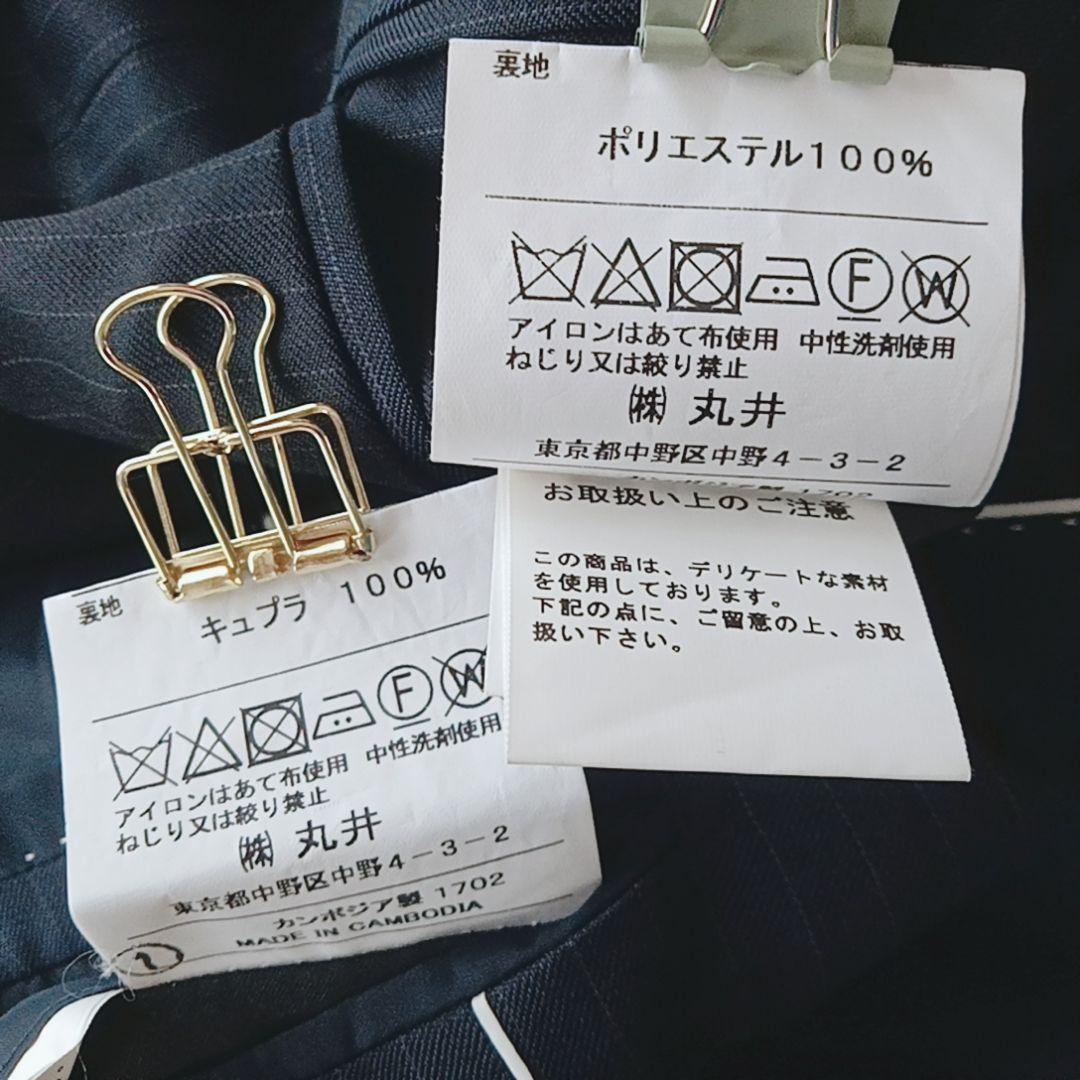 裏地
ポリエステル100%
F W
アイロンはあて布使用 中性洗剤使用
ねじり又は絞り禁止
㈱ 丸井
東京都中野区中野4-3-2
お取扱い上のご注意
この商品は、デリケートな素材
を使用しております。
下記の点に、ご留意の上、お取
扱い下さい。
裏地
キュプラ 100%
F W
アイロンはあて布使用 中性洗剤使用
ねじり又は絞り禁止
㈱ 丸井
東京都中野区中野4-3-2
カンボジア製 1702
MADE IN CAMBODIA
1